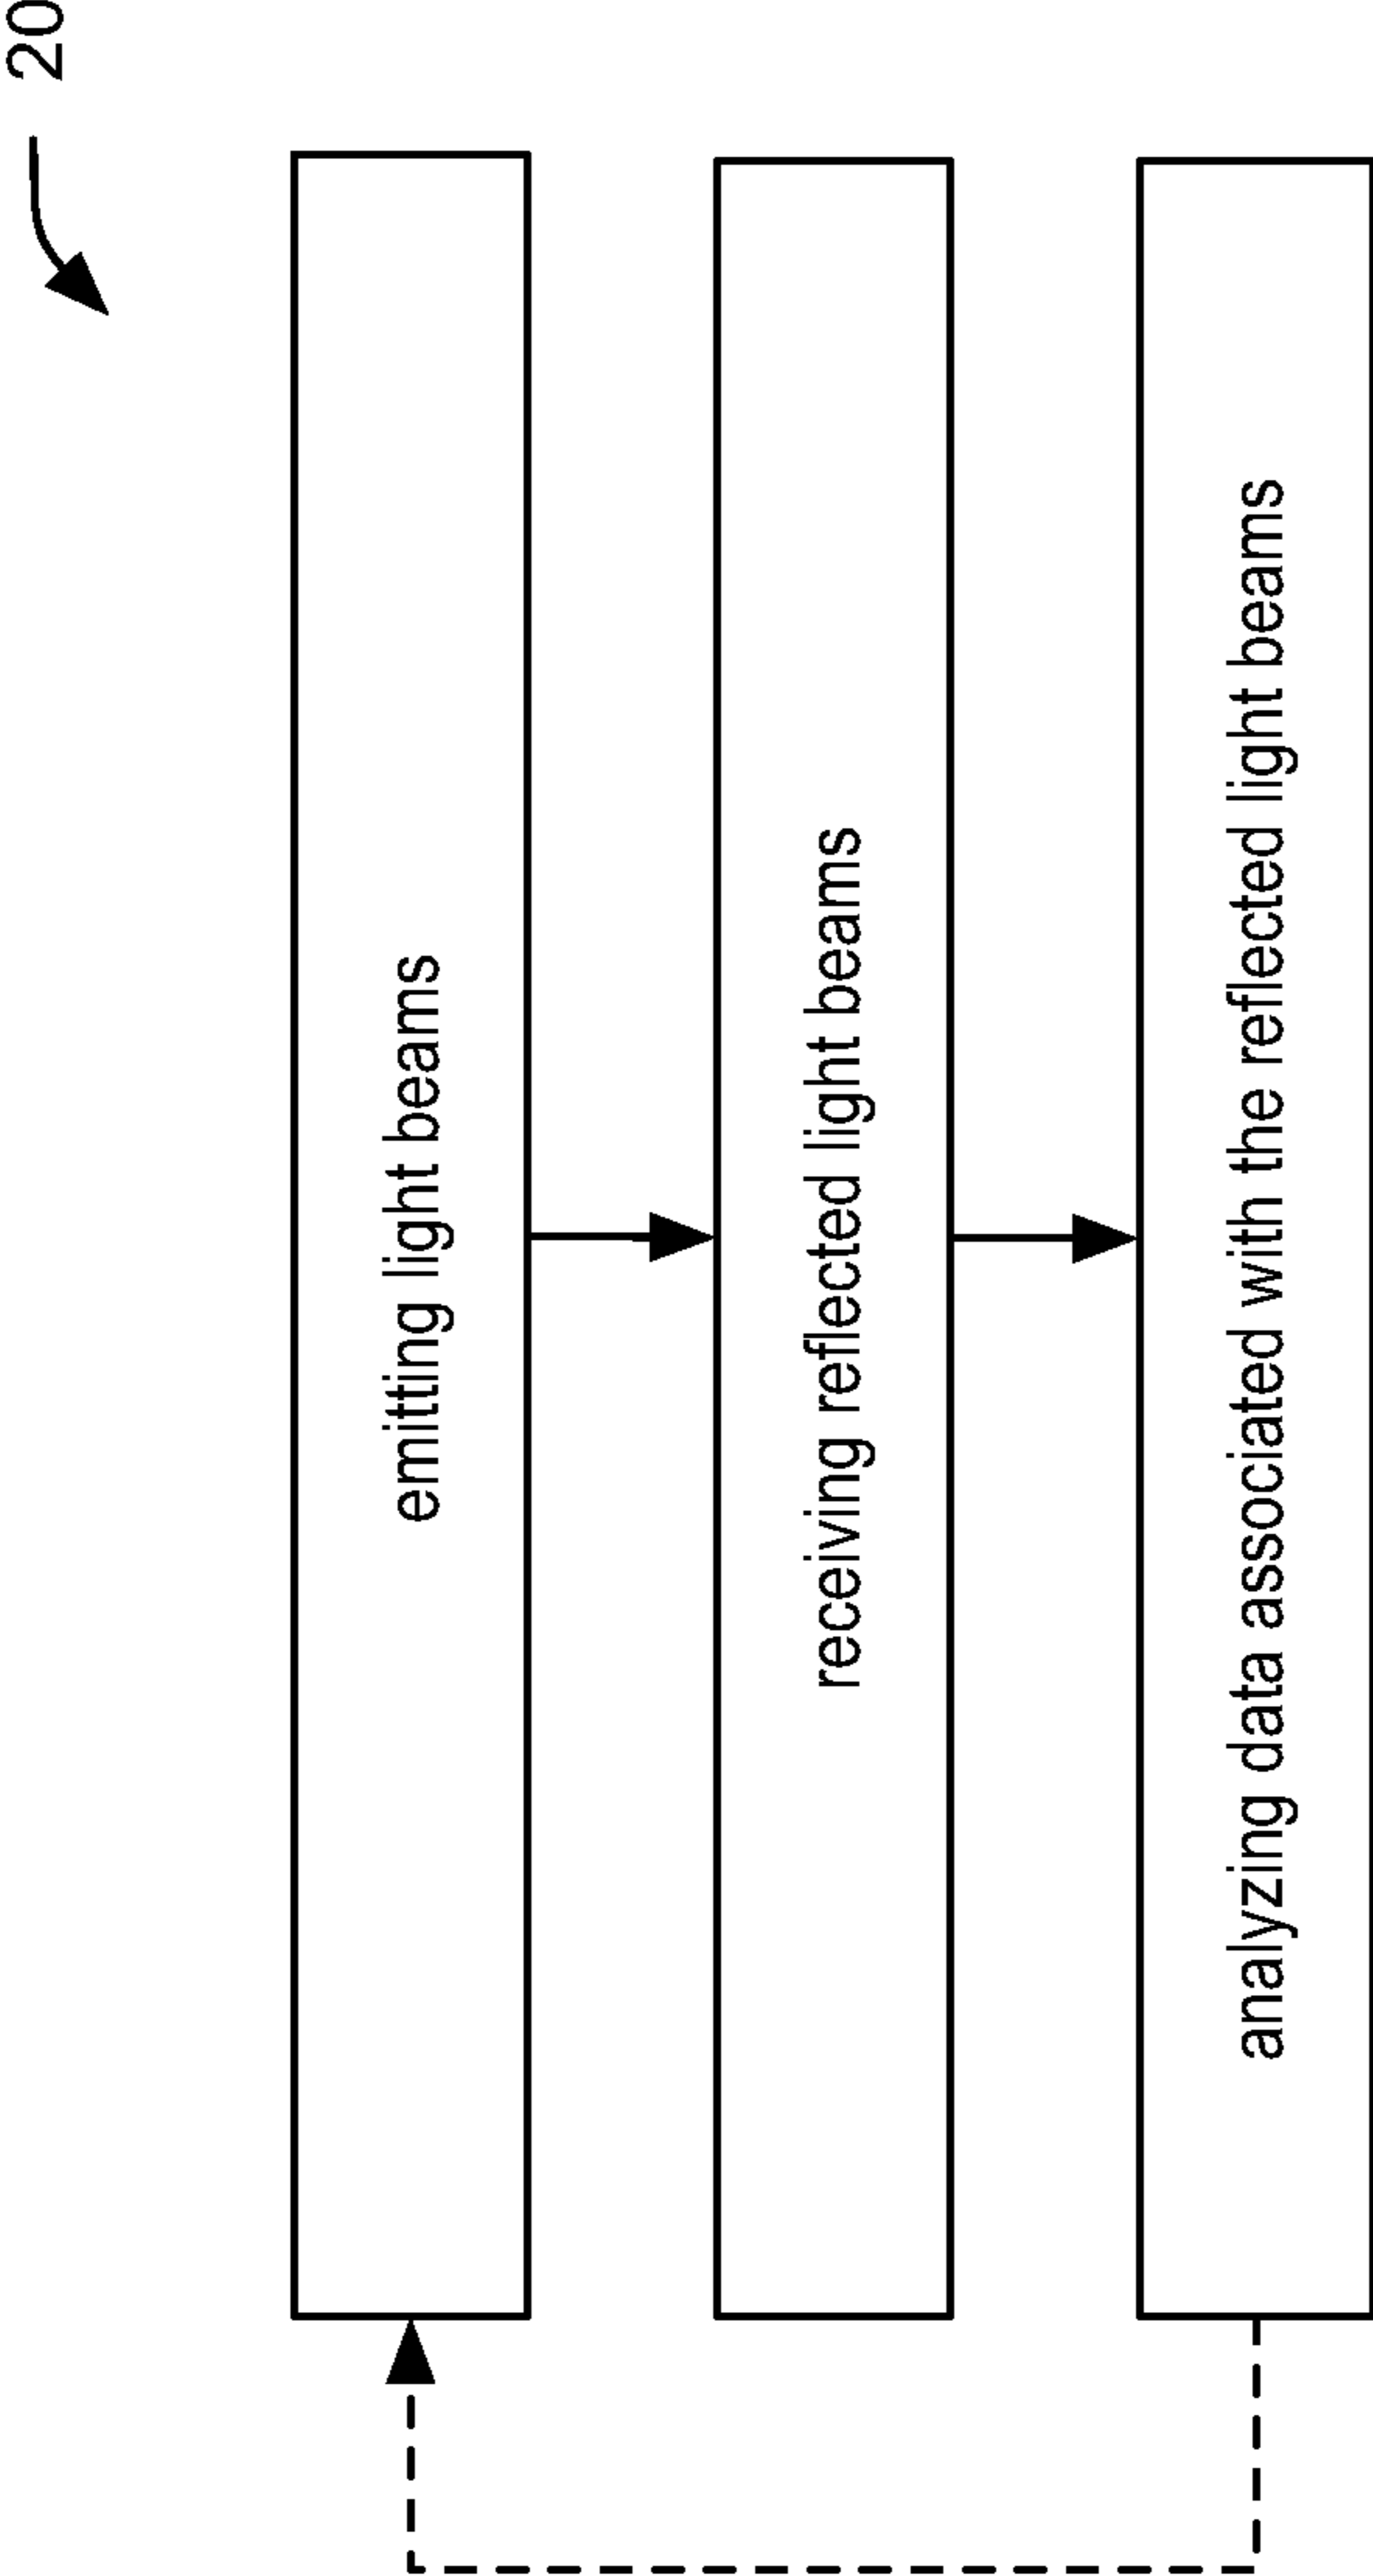 20
emitting light beams
receiving reflected light beams
analyzing data associated with the reflected light beams